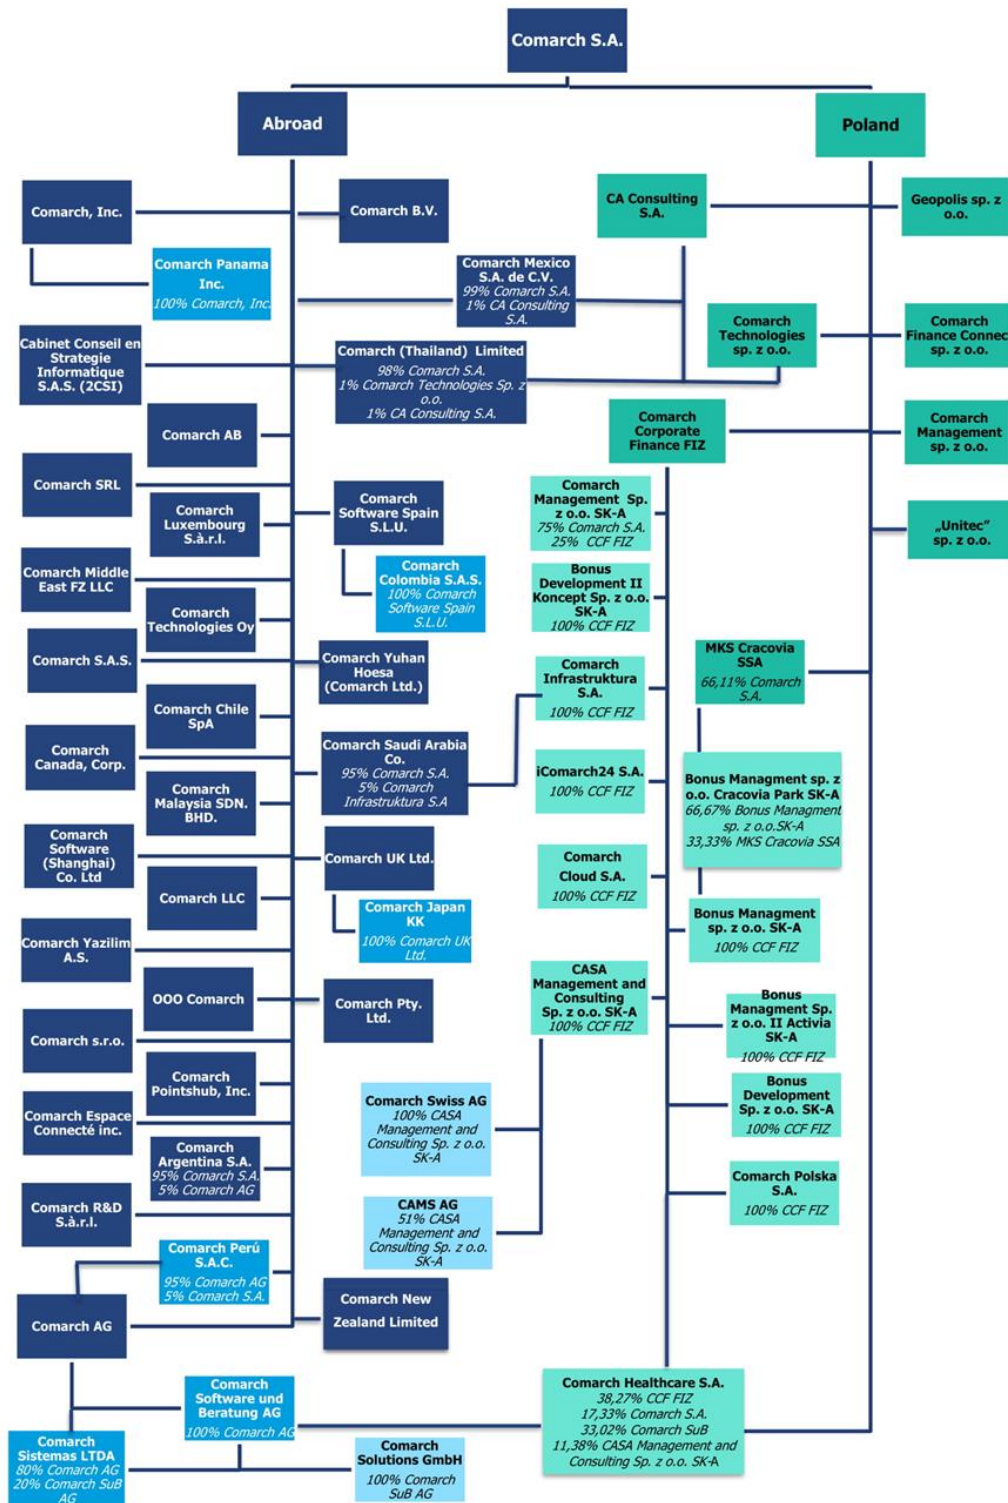 Comarch S.A.
Abroad
Poland
Comarch, Inc.
Comarch B.V.
CA Consulting
S.A.
Geopolis sp. z
o.o.
Comarch Panama
Inc.
100% Comarch, Inc.
Comarch Mexico
S.A. de C.V.
99% Comarch S.A.
1% CA Consulting
S.A.
Comarch
Technologies
sp. z o.o.
Comarch
Finance Connec
sp. z o.o.
Cabinet Conseil en
Strategie
Informatique
S.A.S. (2CSI)
Comarch (Thailand) Limited
98% Comarch S.A.
1% Comarch Technologies Sp. z
o.o.
1% CA Consulting S.A.
Comarch AB
Comarch
Corporate
Finance FIZ
Comarch
Management
sp. z o.o.
Comarch SRL
Comarch
Luxembourg
S.à.r.l.
Comarch
Software Spain
S.L.U.
Comarch
Management Sp.
z o.o. SK-A
75% Comarch S.A.
25% CCF FIZ
„Unitec”
sp. z o.o.
Comarch Middle
East FZ LLC
Comarch
Colombia S.A.S.
100% Comarch
Software Spain
S.L.U.
Bonus
Development II
Koncept Sp. z o.o.
SK-A
100% CCF FIZ
Comarch
Technologies Oy
Comarch S.A.S.
Comarch Yuhan
Hoesa
(Comarch Ltd.)
Comarch
Infrastruktura
S.A.
100% CCF FIZ
MKS Cracovia
SSA
66,11% Comarch
S.A.
Comarch Chile
SpA
Comarch
Canada, Corp.
Comarch Saudi Arabia
Co.
95% Comarch S.A.
5% Comarch
Infrastruktura S.A
iComarch24 S.A.
100% CCF FIZ
Bonus Managment sp. z
o.o. Cracovia Park SK-A
66,67% Bonus Managment
sp. z o.o.SK-A
33,33% MKS Cracovia SSA
Comarch
Malaysia SDN.
BHD.
Comarch
Software
(Shanghai)
Co. Ltd
Comarch UK Ltd.
Comarch
Cloud S.A.
100% CCF FIZ
Comarch LLC
Comarch Japan
KK
100% Comarch UK
Ltd.
Bonus Managment
sp. z o.o. SK-A
100% CCF FIZ
Comarch Yazilim
A.S.
OOO Comarch
Comarch Pty.
Ltd.
CASA
Management and
Consulting
Sp. z o.o. SK-A
100% CCF FIZ
Bonus
Managment Sp.
z o.o. II Activia
SK-A
100% CCF FIZ
Comarch s.r.o.
Comarch
Pointshub, Inc.
Comarch Swiss AG
100% CASA
Management and
Consulting Sp. z o.o.
SK-A
Bonus
Development
Sp. z o.o. SK-A
100% CCF FIZ
Comarch Espace
Connecté inc.
Comarch
Argentina S.A.
95% Comarch S.A.
5% Comarch AG
Comarch Polska
S.A.
100% CCF FIZ
Comarch R&D
S.à.r.l.
CAMS AG
51% CASA
Management and
Consulting Sp. z o.o.
SK-A
Comarch Perú
S.A.C.
95% Comarch AG
5% Comarch S.A.
Comarch AG
Comarch New
Zealand Limited
Comarch
Software und
Beratung AG
100% Comarch AG
Comarch Healthcare S.A.
38,27% CCF FIZ
17,33% Comarch S.A.
33,02% Comarch SuB
11,38% CASA Management and
Consulting Sp. z o.o. SK-A
Comarch
Sistemas LTDA
80% Comarch AG
20% Comarch SuB
AG
Comarch
Solutions GmbH
100% Comarch
SuB AG